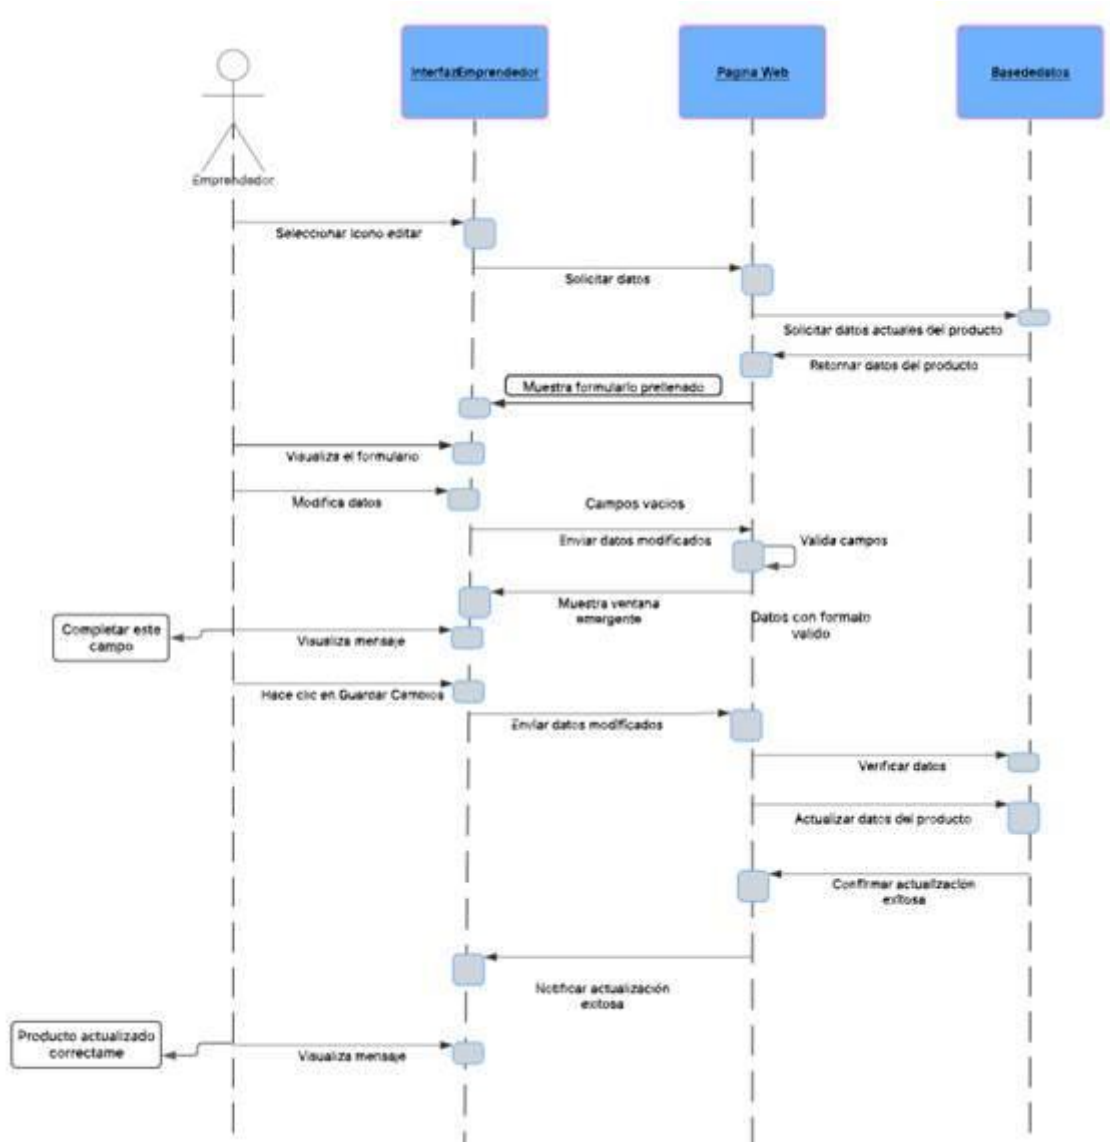 InterfazEmprendedor
Pagina Web
Basededatos
Emprendedor
Seleccionar icono editar
Solicitar datos
Solicitar datos actuales del producto
Retornar datos del producto
Muestra formulario prellenado
Visualiza el formulario
Modifica datos
Campos vacios
Enviar datos modificados
Valida campos
Muestra ventana
emergente
Datos con formato
valido
Completar este
campo
Visualiza mensaje
Hace clic en Guardar Cambios
Enviar datos modificados
Verificar datos
Actualizar datos del producto
Confirmar actualización
exitosa
Notificar actualización
exitosa
Producto actualizado
correctame
Visualiza mensaje